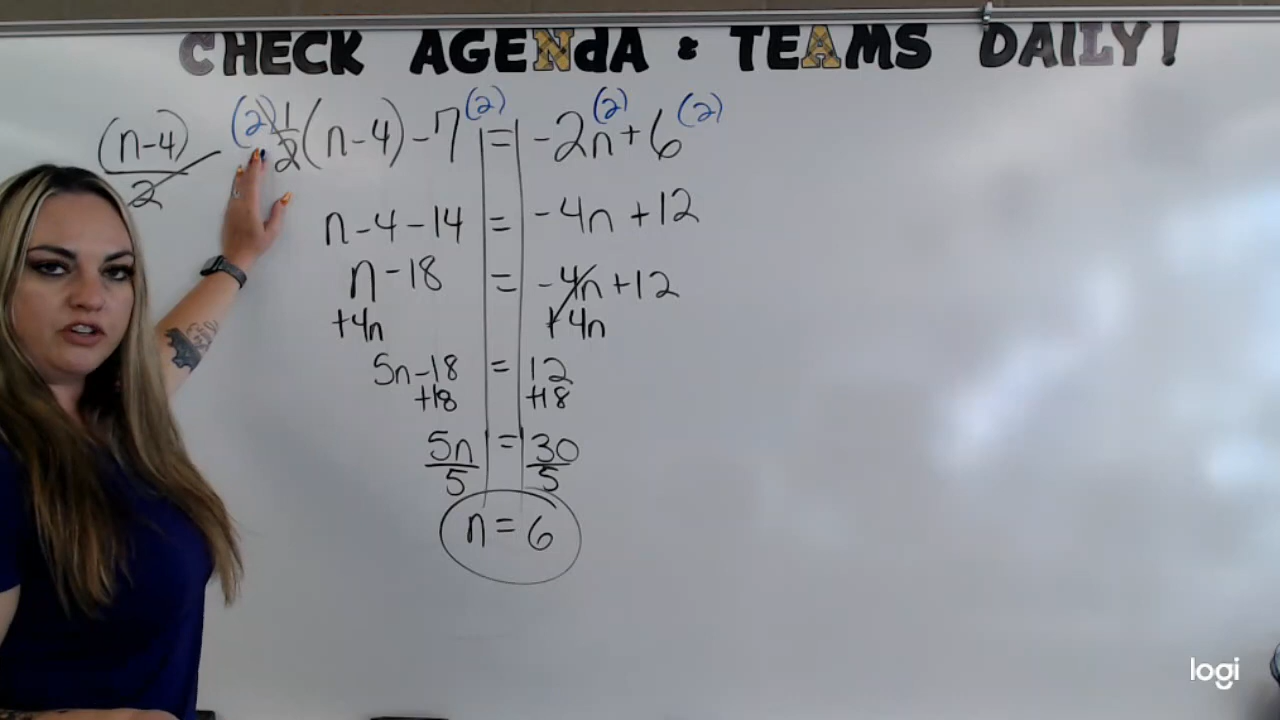 CHECK AGENdA & TEAMS DAILY!
(n-4)/2
(2) 1/2 (n-4) -7 (2) = -2n (2) +6 (2)
n-4-14 = -4n +12
n -18 = -4n +12
+4n +4n
5n-18 = 12
+18 +18
5n/5 = 30/5
n = 6
logi